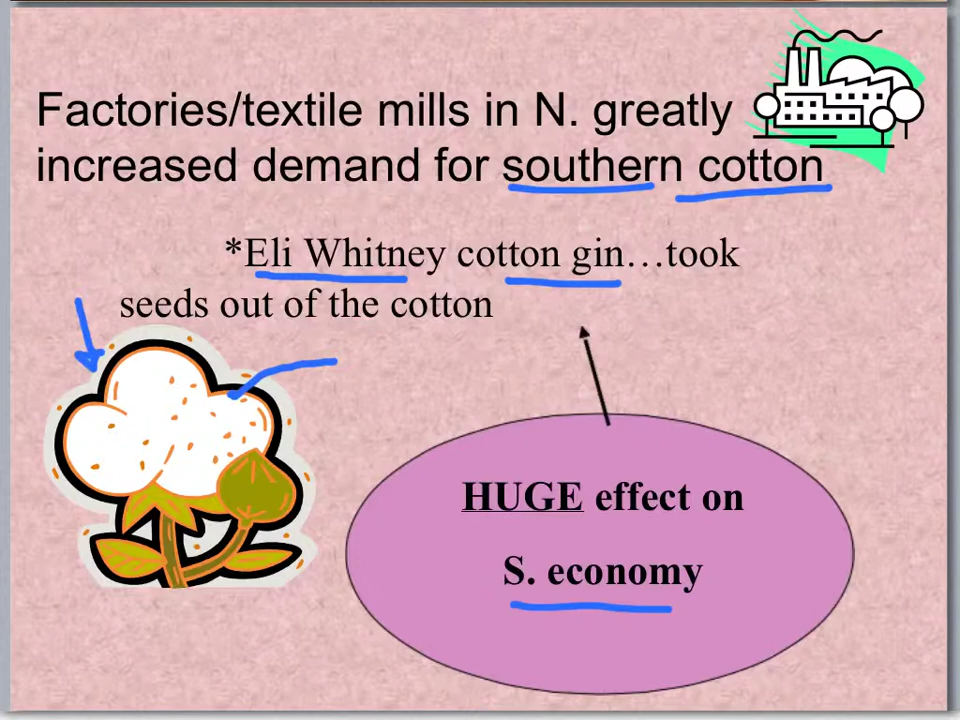 Factories/textile mills in N. greatly
increased demand for southern cotton
*Eli Whitney cotton gin…took
seeds out of the cotton
HUGE effect on
S. economy